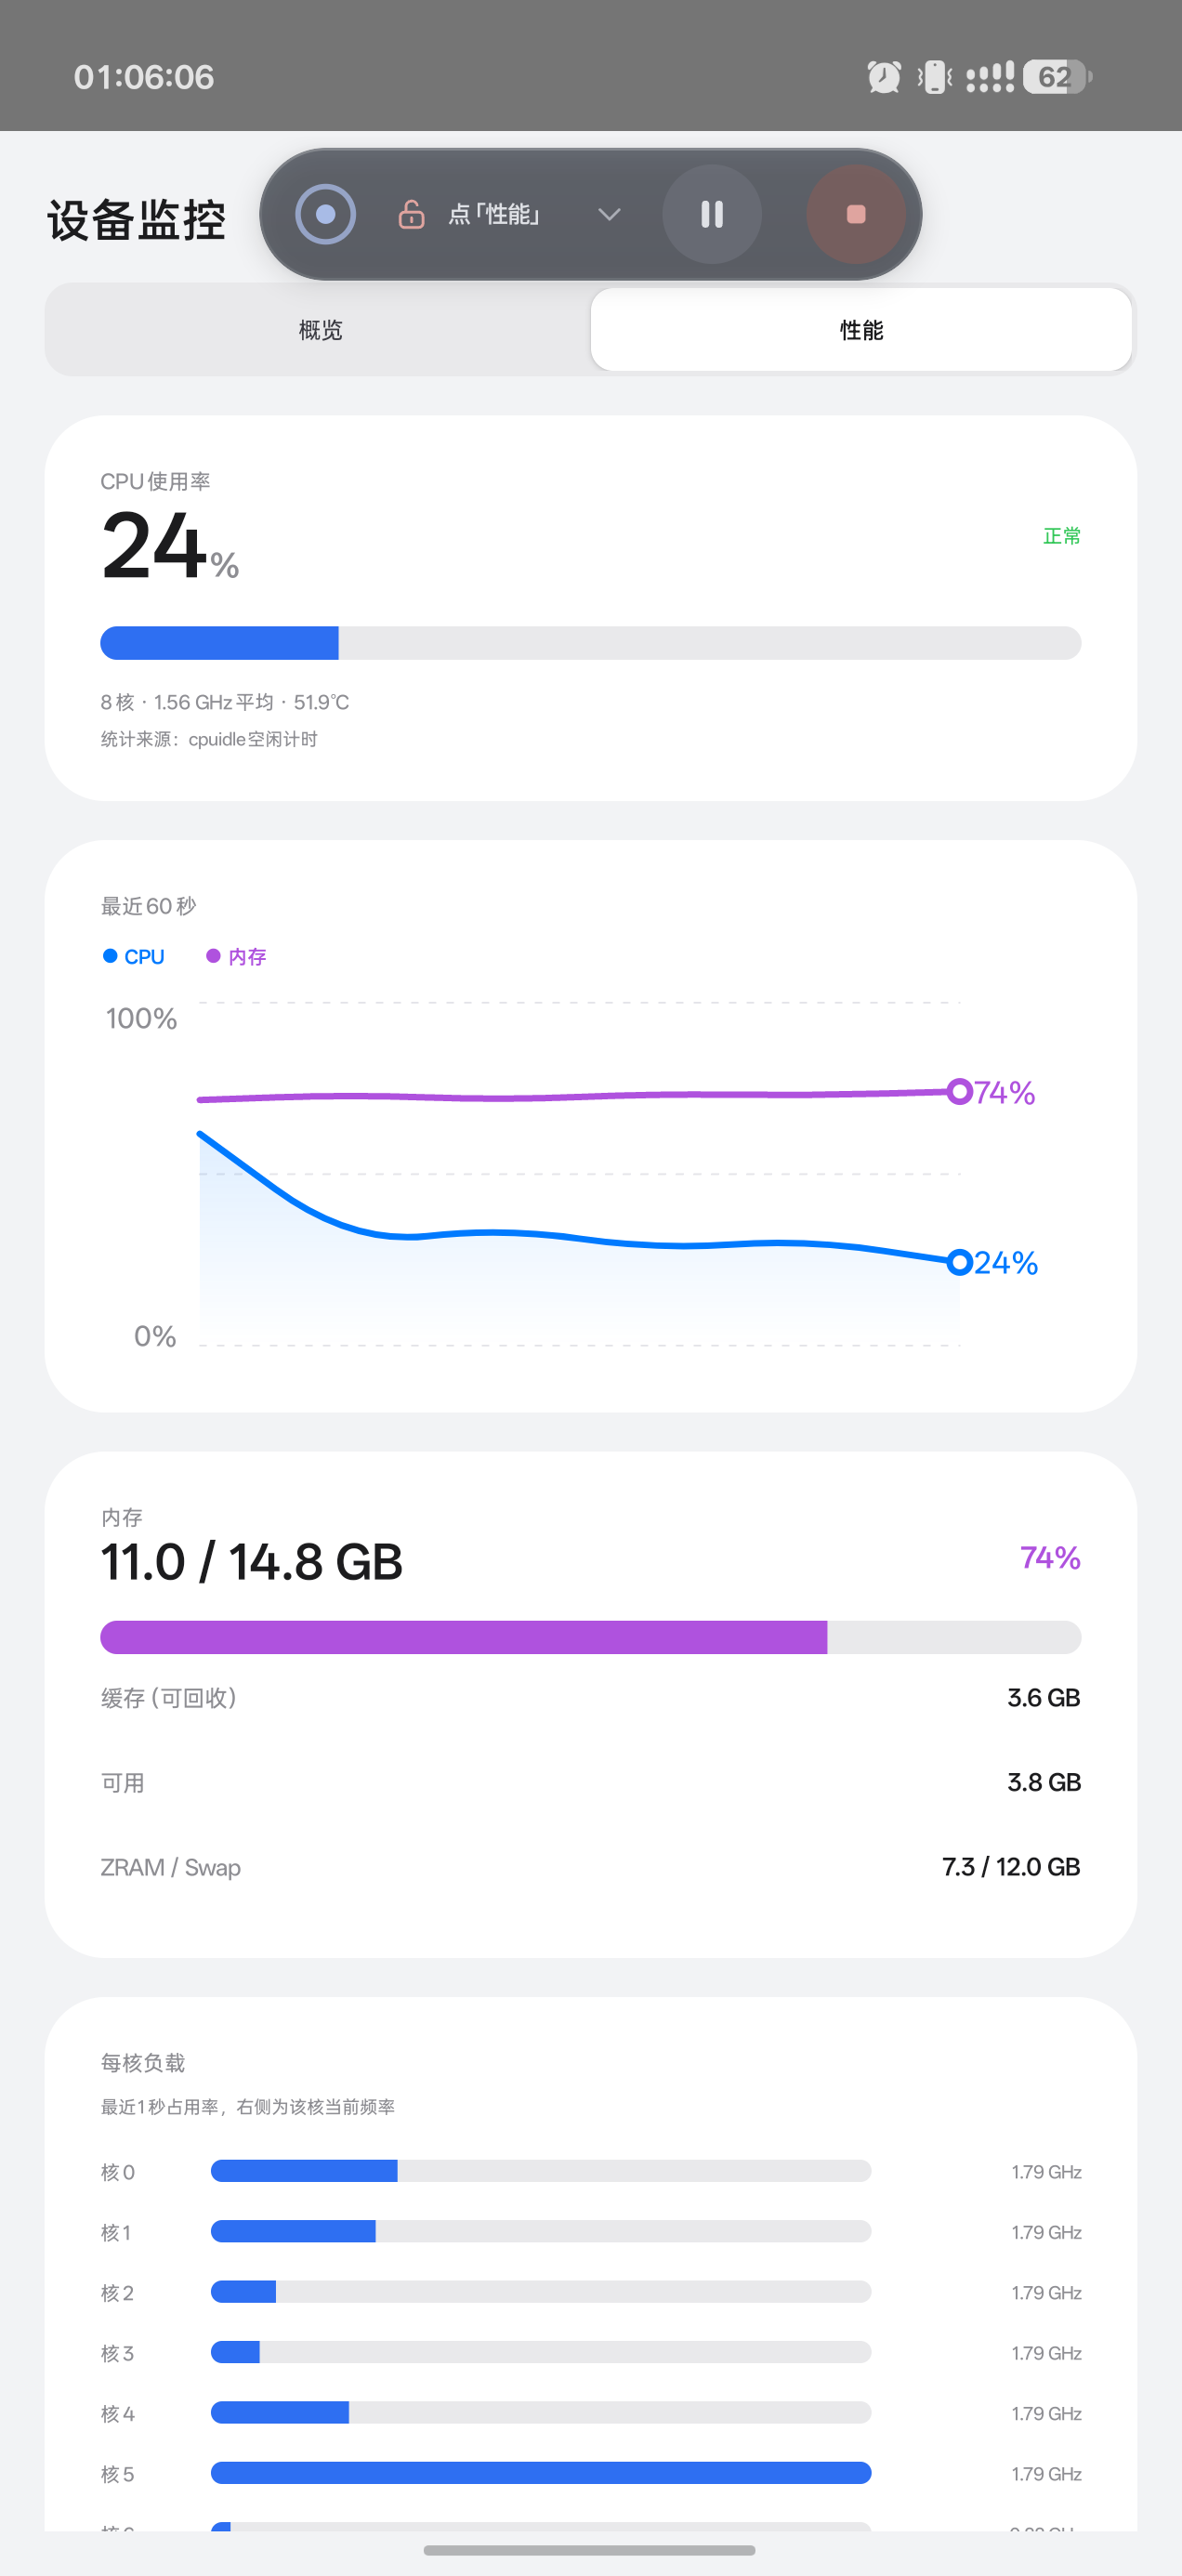 01:06:06
62
设备监控
点「性能」
概览
性能
CPU使用率
24%
正常
8核 · 1.56 GHz平均 · 51.9°C
统计来源：cpuidle空闲计时
最近60秒
CPU
内存
100%
74%
24%
0%
内存
11.0 / 14.8 GB
74%
缓存（可回收）
3.6 GB
可用
3.8 GB
ZRAM / Swap
7.3 / 12.0 GB
每核负载
最近1秒占用率，右侧为该核当前频率
核0
1.79 GHz
核1
1.79 GHz
核2
1.79 GHz
核3
1.79 GHz
核4
1.79 GHz
核5
1.79 GHz